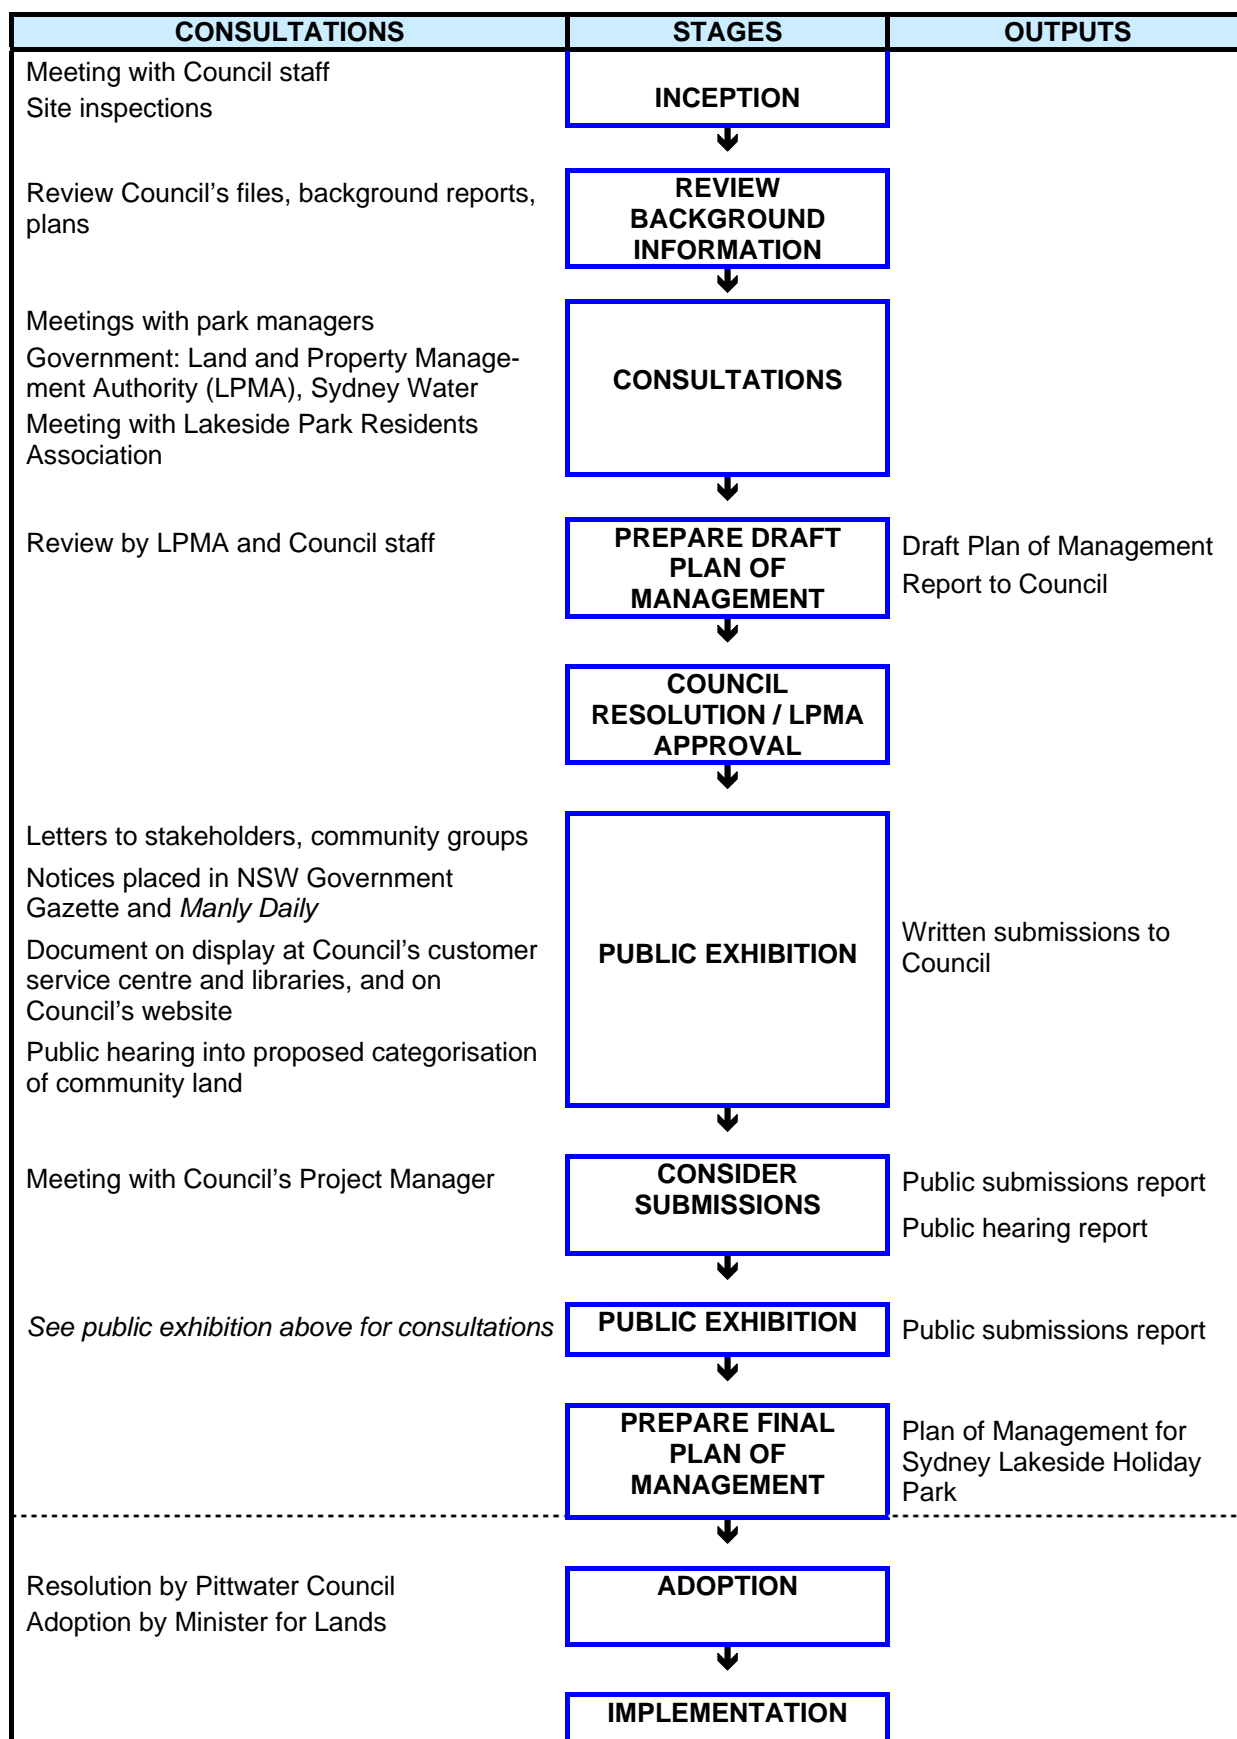 CONSULTATIONS
STAGES
OUTPUTS
Meeting with Council staff
Site inspections
INCEPTION
Review Council’s files, background reports,
plans
REVIEW
BACKGROUND
INFORMATION
Meetings with park managers
Government: Land and Property Manage-
ment Authority (LPMA), Sydney Water
Meeting with Lakeside Park Residents
Association
CONSULTATIONS
Review by LPMA and Council staff
PREPARE DRAFT
PLAN OF
MANAGEMENT
Draft Plan of Management
Report to Council
COUNCIL
RESOLUTION / LPMA
APPROVAL
Letters to stakeholders, community groups
Notices placed in NSW Government
Gazette and Manly Daily
Document on display at Council’s customer
service centre and libraries, and on
Council’s website
Public hearing into proposed categorisation
of community land
PUBLIC EXHIBITION
Written submissions to
Council
Meeting with Council’s Project Manager
CONSIDER
SUBMISSIONS
Public submissions report
Public hearing report
See public exhibition above for consultations
PUBLIC EXHIBITION
Public submissions report
PREPARE FINAL
PLAN OF
MANAGEMENT
Plan of Management for
Sydney Lakeside Holiday
Park
Resolution by Pittwater Council
Adoption by Minister for Lands
ADOPTION
IMPLEMENTATION